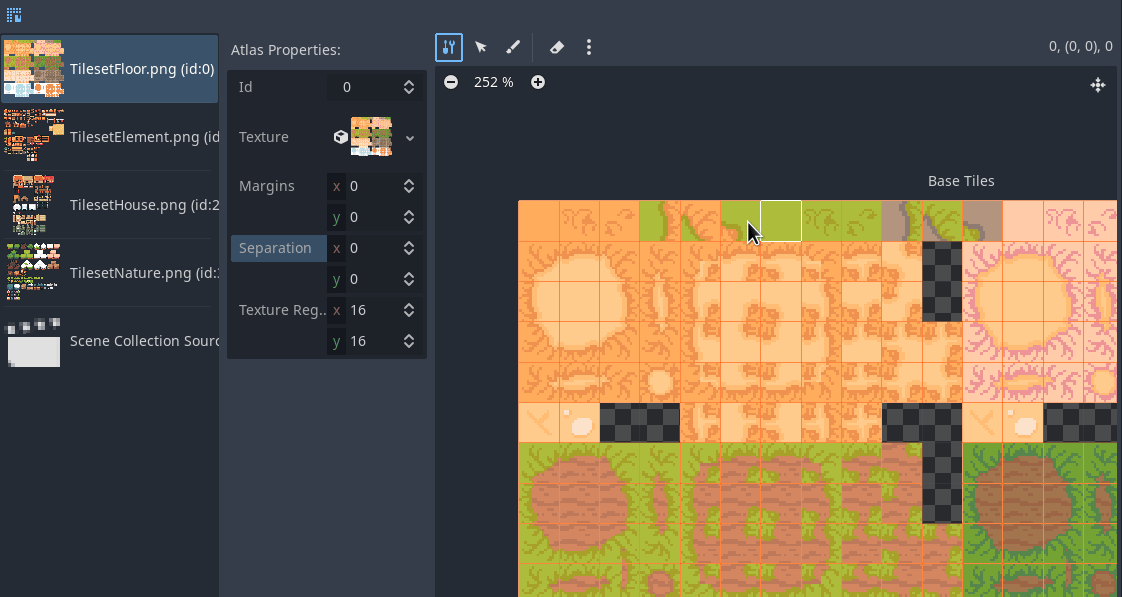 TilesetFloor.png (id:0)
TilesetElement.png (id
TilesetHouse.png (id:2
TilesetNature.png (id:
Scene Collection Sourc
Atlas Properties:
Id 0
Texture
Margins x 0
y 0
Separation x 0
y 0
Texture Reg.. x 16
y 16
0, (0, 0), 0
252 %
Base Tiles